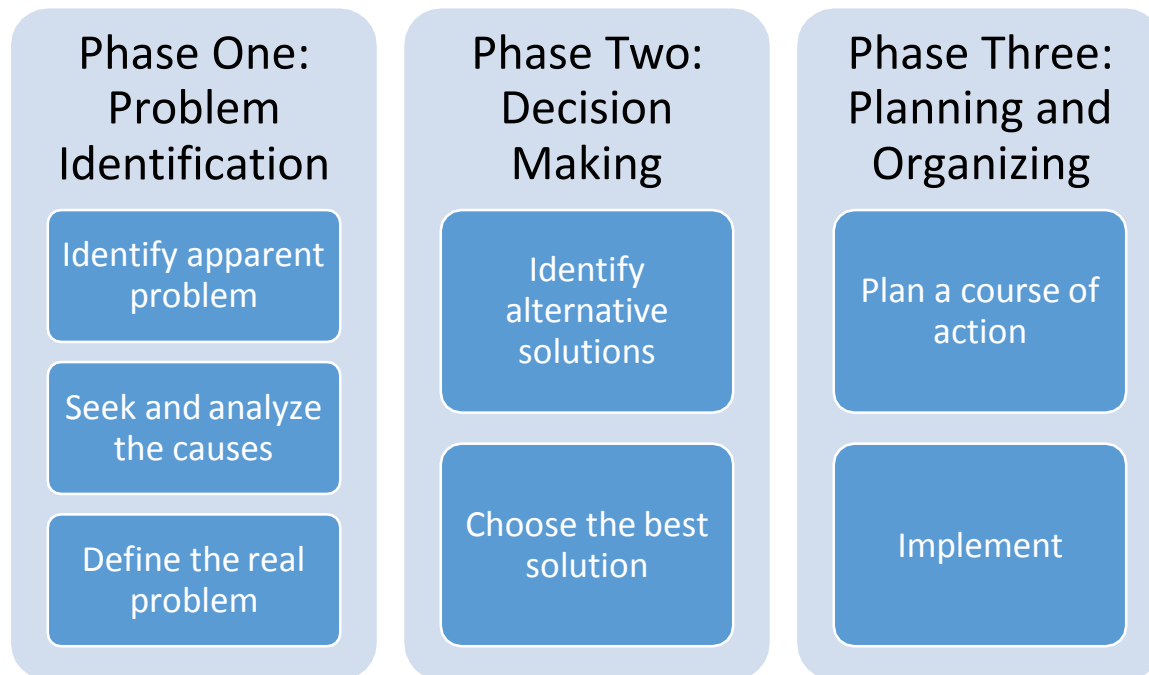 Phase One:
Problem
Identification
Identify apparent
problem
Seek and analyze
the causes
Define the real
problem
Phase Two:
Decision
Making
Identify
alternative
solutions
Choose the best
solution
Phase Three:
Planning and
Organizing
Plan a course of
action
Implement